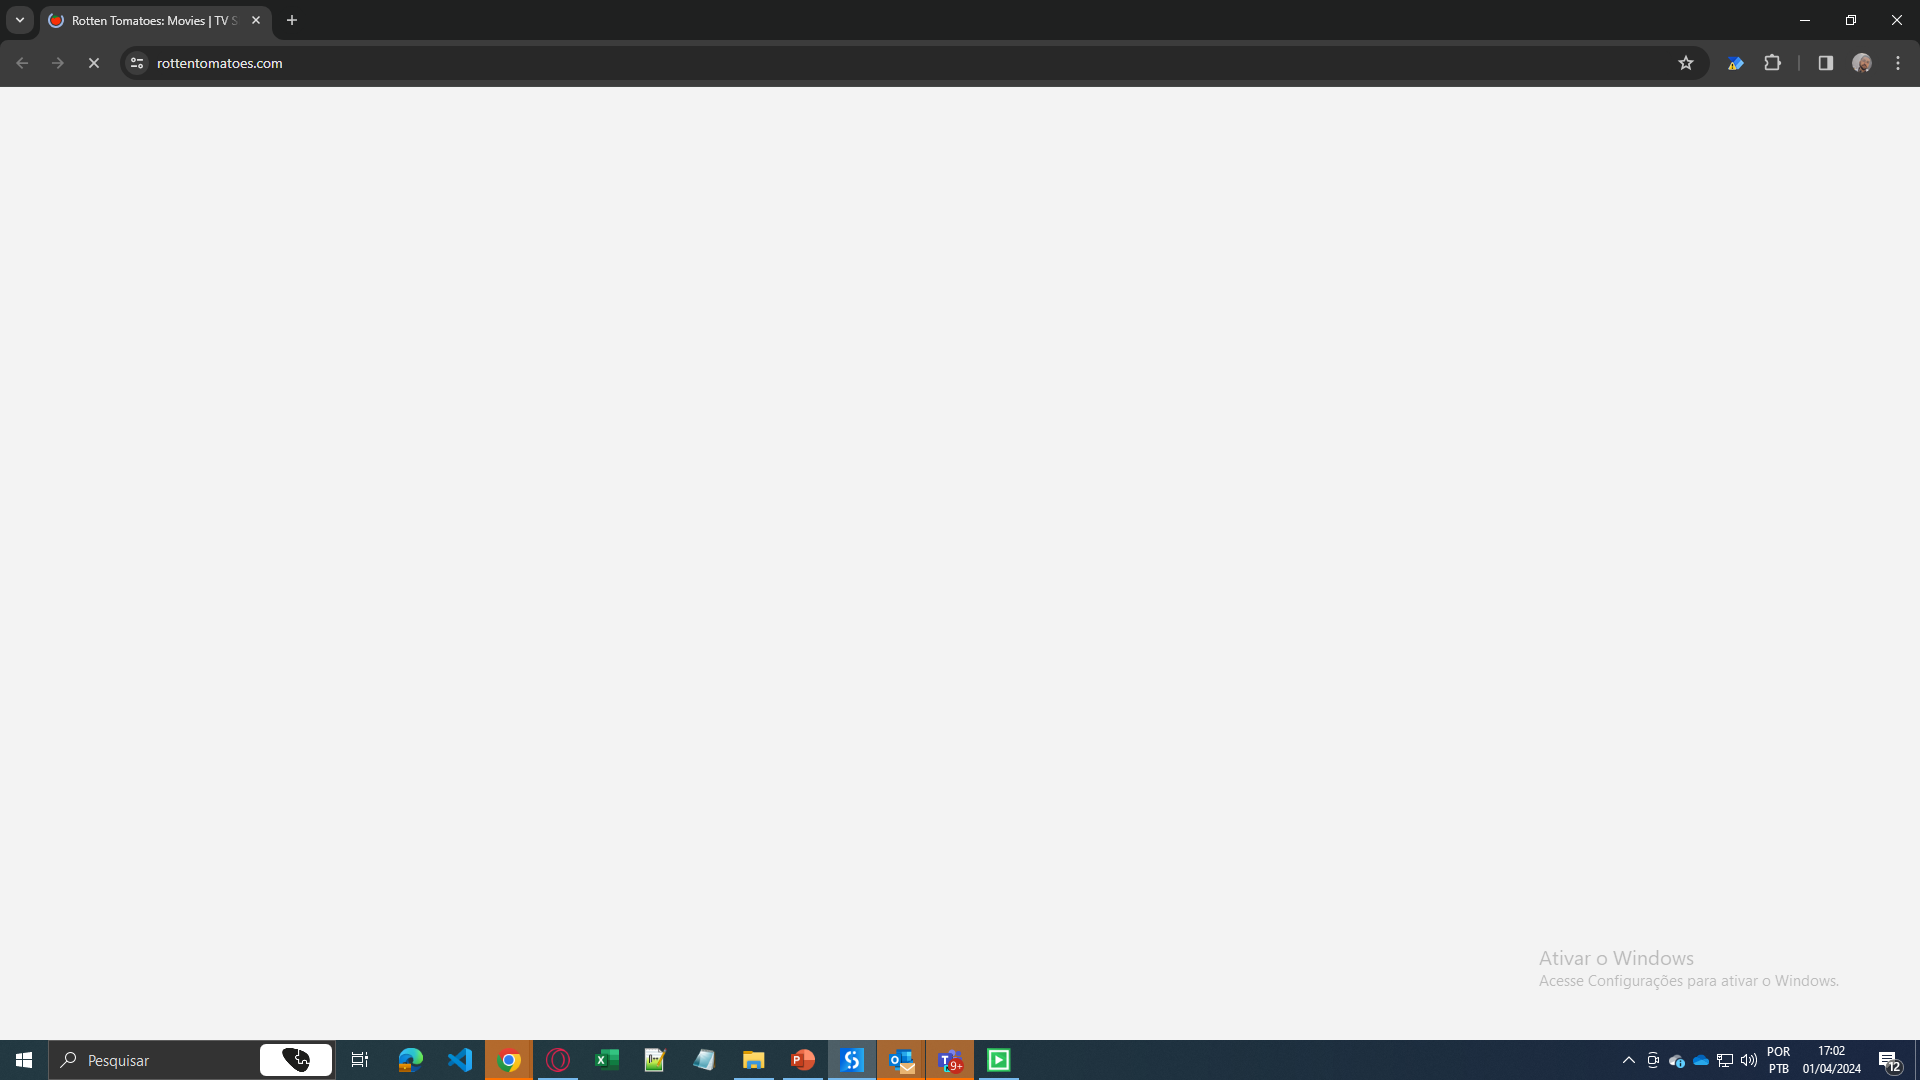 Rotten Tomatoes: Movies | TV S
rottentomatoes.com
Ativar o Windows
Acesse Configurações para ativar o Windows.
Pesquisar
9+
POR
PTB
17:02
01/04/2024
12